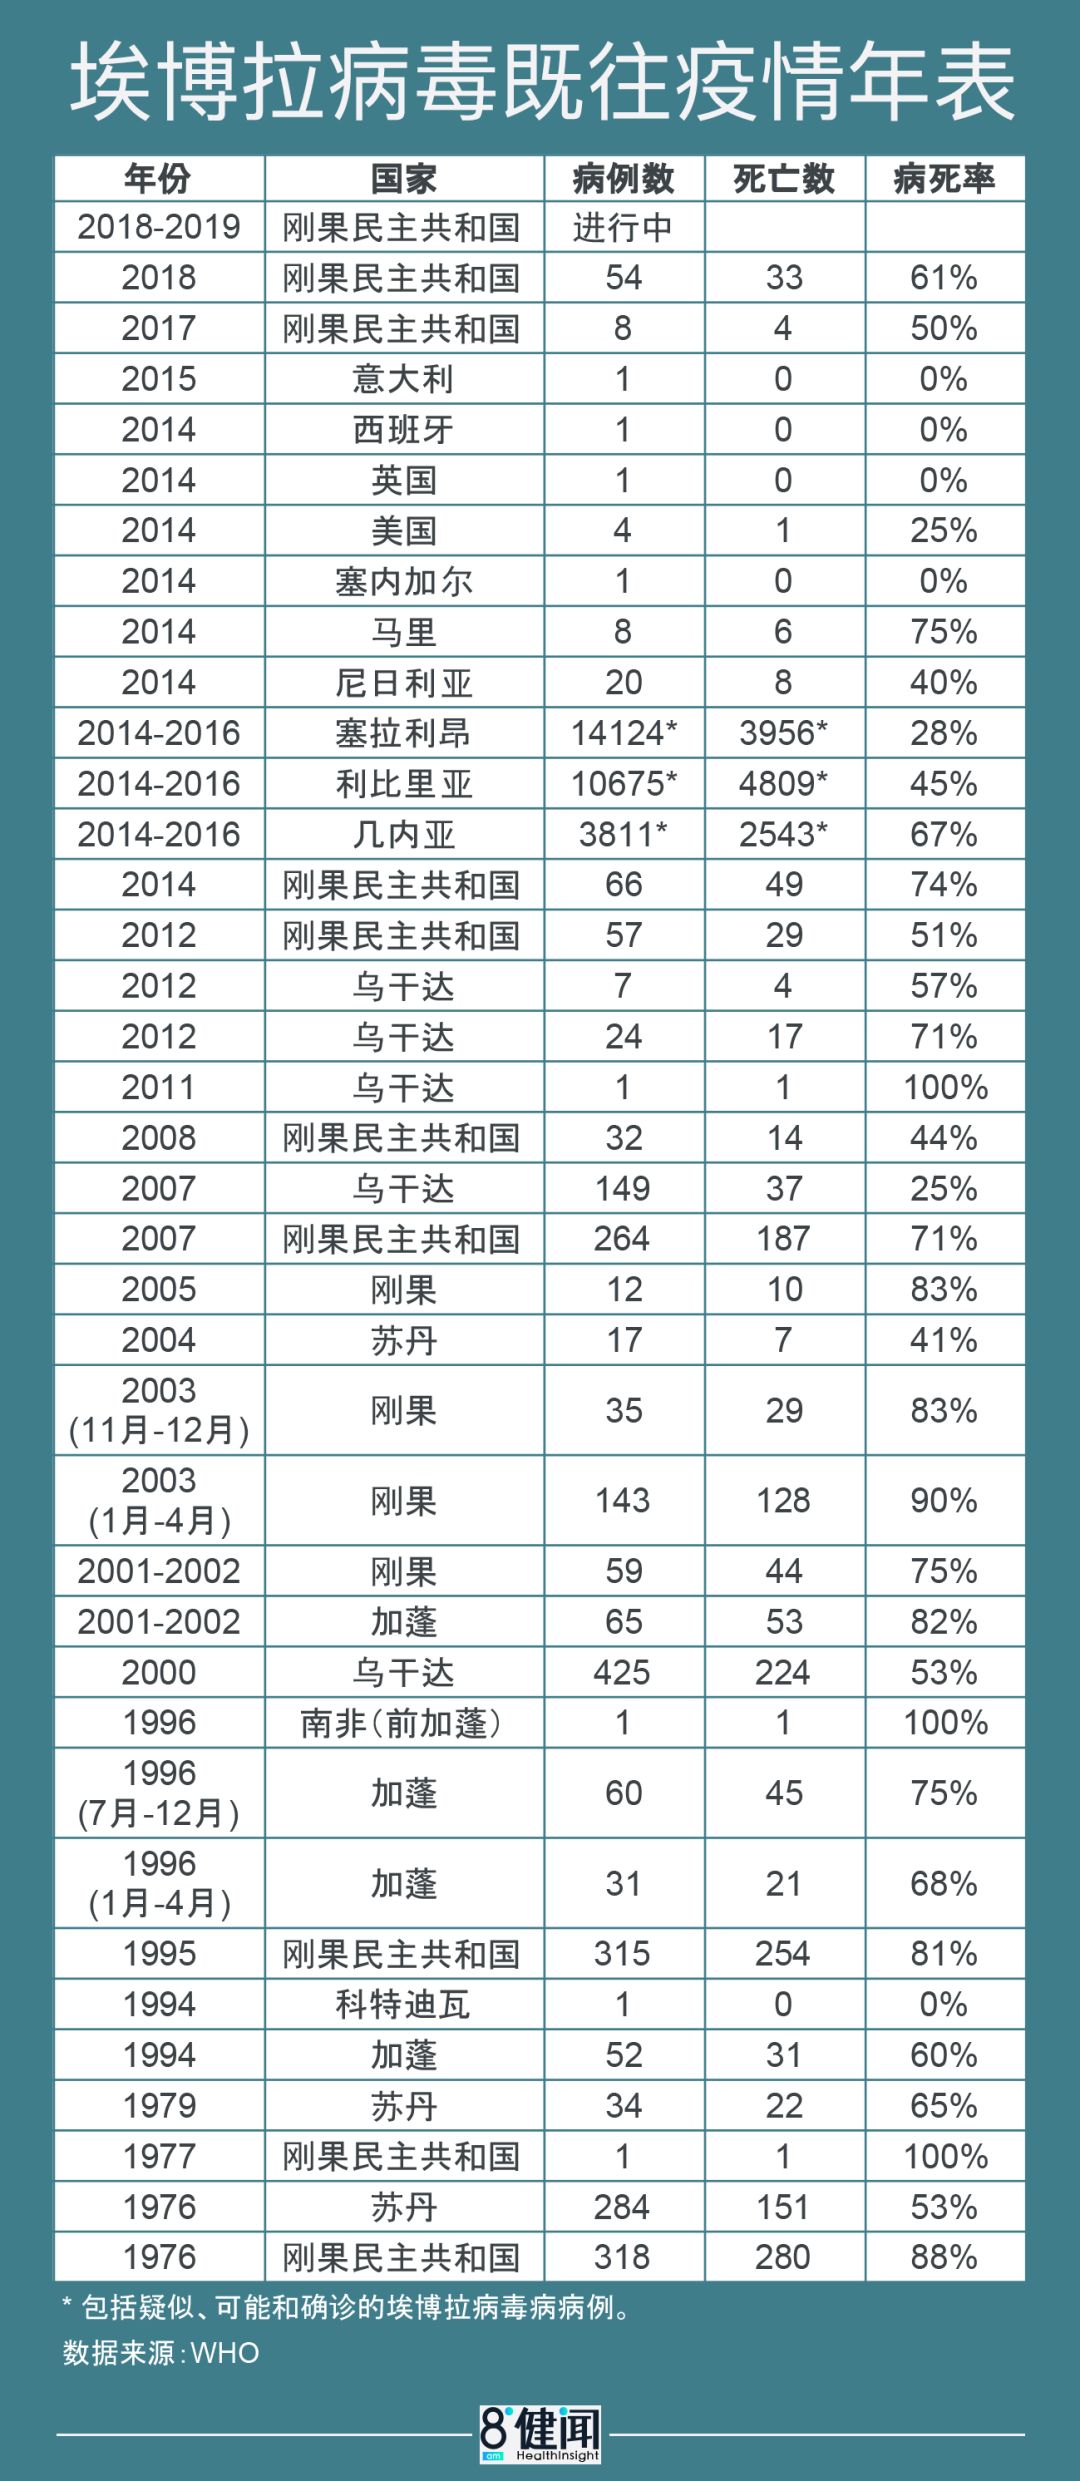 埃博拉病毒既往疫情年表
年份 国家 病例数 死亡数 病死率
2018-2019 刚果民主共和国 进行中
2018 刚果民主共和国 54 33 61%
2017 刚果民主共和国 8 4 50%
2015 意大利 1 0 0%
2014 西班牙 1 0 0%
2014 英国 1 0 0%
2014 美国 4 1 25%
2014 塞内加尔 1 0 0%
2014 马里 8 6 75%
2014 尼日利亚 20 8 40%
2014-2016 塞拉利昂 14124* 3956* 28%
2014-2016 利比里亚 10675* 4809* 45%
2014-2016 几内亚 3811* 2543* 67%
2014 刚果民主共和国 66 49 74%
2012 刚果民主共和国 57 29 51%
2012 乌干达 7 4 57%
2012 乌干达 24 17 71%
2011 乌干达 1 1 100%
2008 刚果民主共和国 32 14 44%
2007 乌干达 149 37 25%
2007 刚果民主共和国 264 187 71%
2005 刚果 12 10 83%
2004 苏丹 17 7 41%
2003
(11月-12月) 刚果 35 29 83%
2003
(1月-4月) 刚果 143 128 90%
2001-2002 刚果 59 44 75%
2001-2002 加蓬 65 53 82%
2000 乌干达 425 224 53%
1996 南非（前加蓬） 1 1 100%
1996
(7月-12月) 加蓬 60 45 75%
1996
(1月-4月) 加蓬 31 21 68%
1995 刚果民主共和国 315 254 81%
1994 科特迪瓦 1 0 0%
1994 加蓬 52 31 60%
1979 苏丹 34 22 65%
1977 刚果民主共和国 1 1 100%
1976 苏丹 284 151 53%
1976 刚果民主共和国 318 280 88%
* 包括疑似、可能和确诊的埃博拉病毒病病例。
数据来源：WHO
8°健闻
am HealthInsight